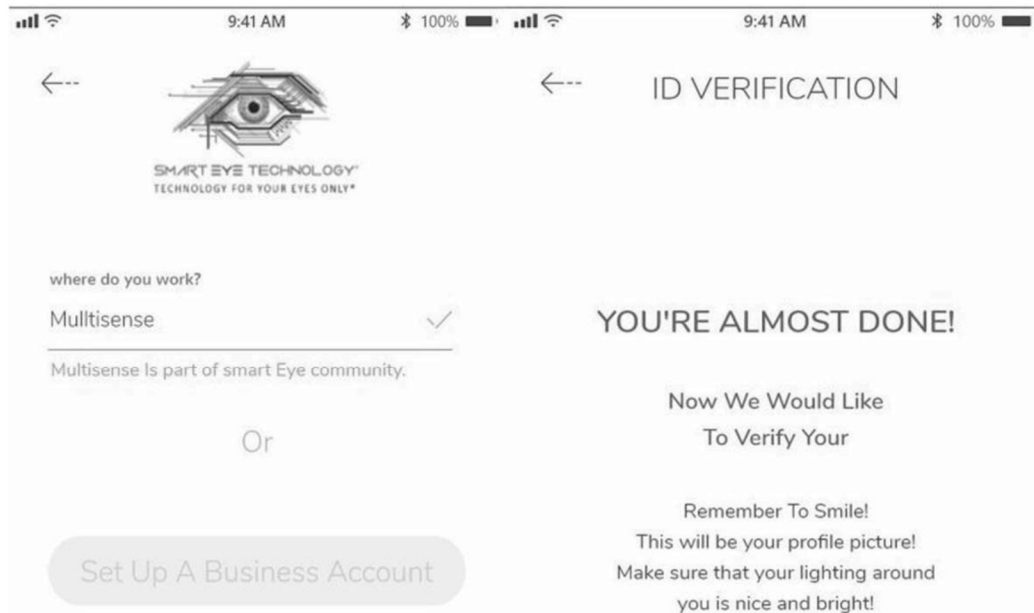 9:41 AM
100%
SMART EYE TECHNOLOGY
TECHNOLOGY FOR YOUR EYES ONLY®
where do you work?
Mulltisense
Multisense Is part of smart Eye community.
Or
Set Up A Business Account
9:41 AM
100%
ID VERIFICATION
YOU'RE ALMOST DONE!
Now We Would Like
To Verify Your
Remember To Smile!
This will be your profile picture!
Make sure that your lighting around
you is nice and bright!